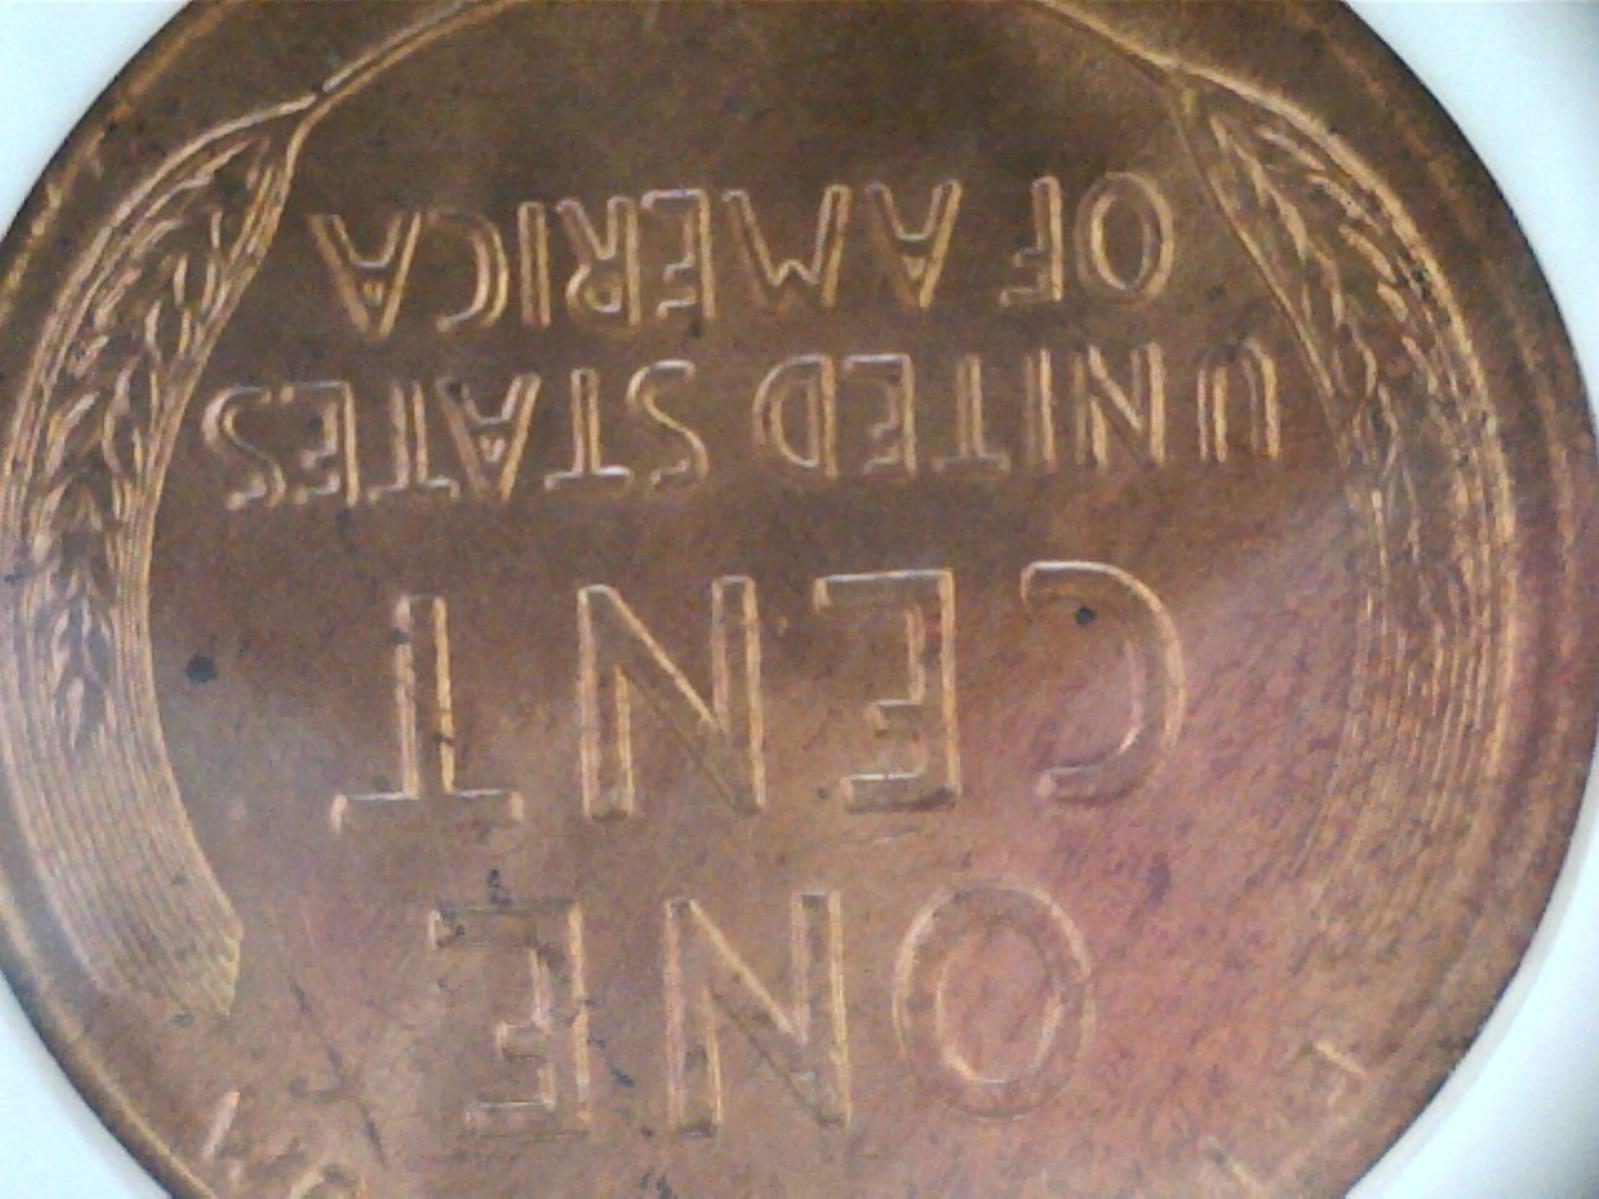 ONE
CENT
UNITED STATES
OF AMERICA